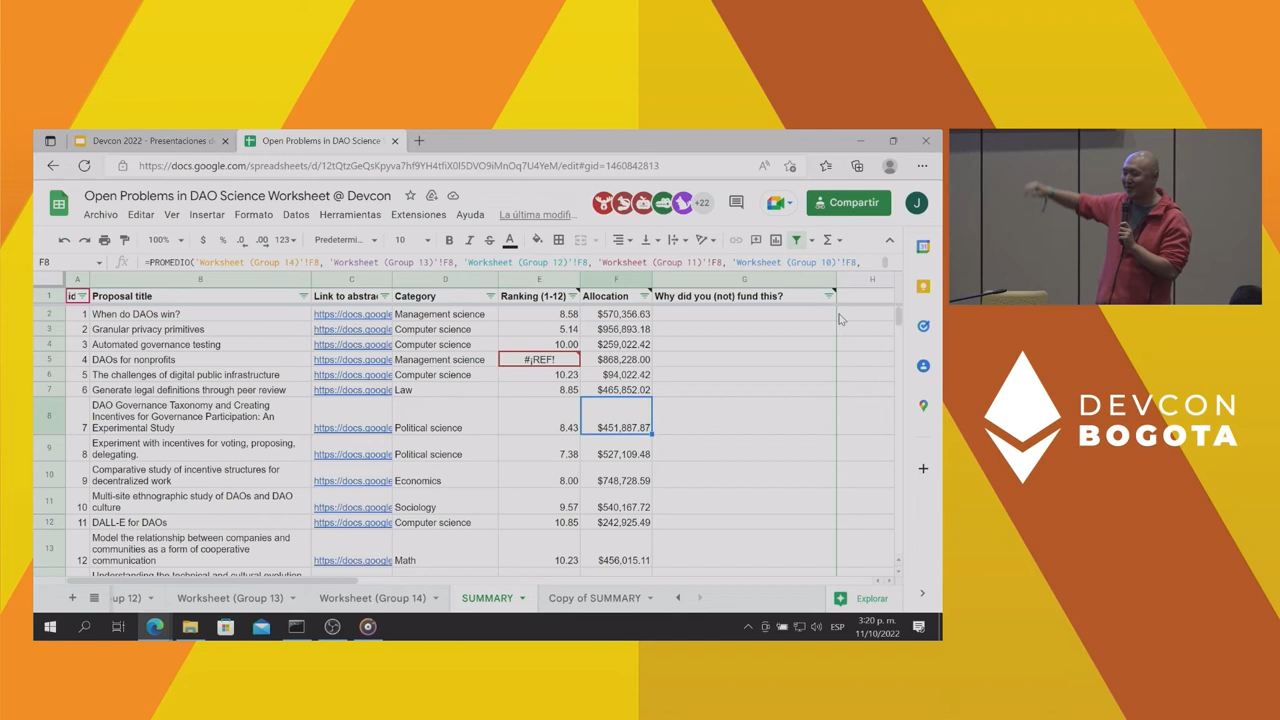 Devcon 2022 - Presentaciones d
Open Problems in DAO Science
https://docs.google.com/spreadsheets/d/12tQtzGeQsKpyva7hf9YH4tfiX0I5DVO9iMnOq7U4YeM/edit#gid=1460842813
Open Problems in DAO Science Worksheet @ Devcon
Archivo Editar Ver Insertar Formato Datos Herramientas Extensiones Ayuda La última modifi...
+22
Compartir
J
100% $ % .0 .00 123 Predetermi... 10 B I S A
F8 fx =PROMEDIO('Worksheet (Group 14)'!F8, 'Worksheet (Group 13)'!F8, 'Worksheet (Group 12)'!F8, 'Worksheet (Group 11)'!F8, 'Worksheet (Group 10)'!F8,
A B C D E F G H
1 id Proposal title Link to abstrac Category Ranking (1-12) Allocation Why did you (not) fund this?
2 1 When do DAOs win? https://docs.google Management science 8.58 $570,356.63
3 2 Granular privacy primitives https://docs.google Computer science 5.14 $956,893.18
4 3 Automated governance testing https://docs.google Computer science 10.00 $259,022.42
5 4 DAOs for nonprofits https://docs.google Management science #¡REF! $868,228.00
6 5 The challenges of digital public infrastructure https://docs.google Computer science 10.23 $94,022.42
7 6 Generate legal definitions through peer review https://docs.google Law 8.85 $465,852.02
DAO Governance Taxonomy and Creating
8 Incentives for Governance Participation: An
7 Experimental Study https://docs.google Political science 8.43 $451,887.87
9 Experiment with incentives for voting, proposing,
8 delegating. https://docs.google Political science 7.38 $527,109.48
10 Comparative study of incentive structures for
9 decentralized work https://docs.google Economics 8.00 $748,728.59
11 Multi-site ethnographic study of DAOs and DAO
10 culture https://docs.google Sociology 9.57 $540,167.72
12 11 DALL-E for DAOs https://docs.google Computer science 10.85 $242,925.49
Model the relationship between companies and
13 communities as a form of cooperative
12 communication https://docs.google Math 10.23 $456,015.11
Understanding the technical and cultural evolution
up 12) Worksheet (Group 13) Worksheet (Group 14) SUMMARY Copy of SUMMARY Explorar
ESP
3:20 p. m.
11/10/2022
DEVCON
BOGOTA